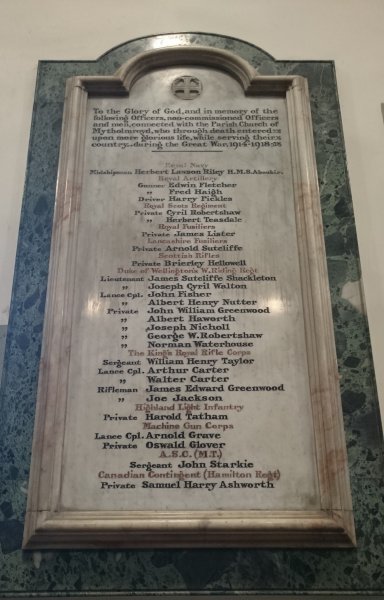 To the Glory of God, and in memory of the
following Officers, non-commissioned Officers
and men, connected with the Parish Church of
Mytholmroyd, who through death entered
upon more glorious life, while serving their
country, during the Great War, 1914-1918.
Royal Navy
Midshipman Herbert Lawson Riley H.M.S. Aboukir.
Royal Artillery
Gunner Edwin Fletcher
„ Fred Haigh
Driver Harry Pickles
Royal Scots Regiment
Private Cyril Robertshaw
„ Herbert Teasdale
Royal Fusiliers
Private James Lister
Lancashire Fusiliers
Private Arnold Sutcliffe
Scottish Rifles
Private Brierley Hellowell
Duke of Wellington's W. Riding Regt
Lieutenant James Sutcliffe Shackleton
„ Joseph Cyril Walton
Lance Cpl. John Fisher
„ Albert Henry Nutter
Private John William Greenwood
„ Albert Haworth
„ Joseph Nicholl
„ George W. Robertshaw
„ Norman Waterhouse
The King's Royal Rifle Corps
Sergeant William Henry Taylor
Lance Cpl. Arthur Carter
„ Walter Carter
Rifleman James Edward Greenwood
„ Joe Jackson
Highland Light Infantry
Private Harold Tatham
Machine Gun Corps
Lance Cpl. Arnold Grave
Private Oswald Glover
A.S.C. (M.T.)
Sergeant John Starkie
Canadian Contingent (Hamilton Regt)
Private Samuel Harry Ashworth